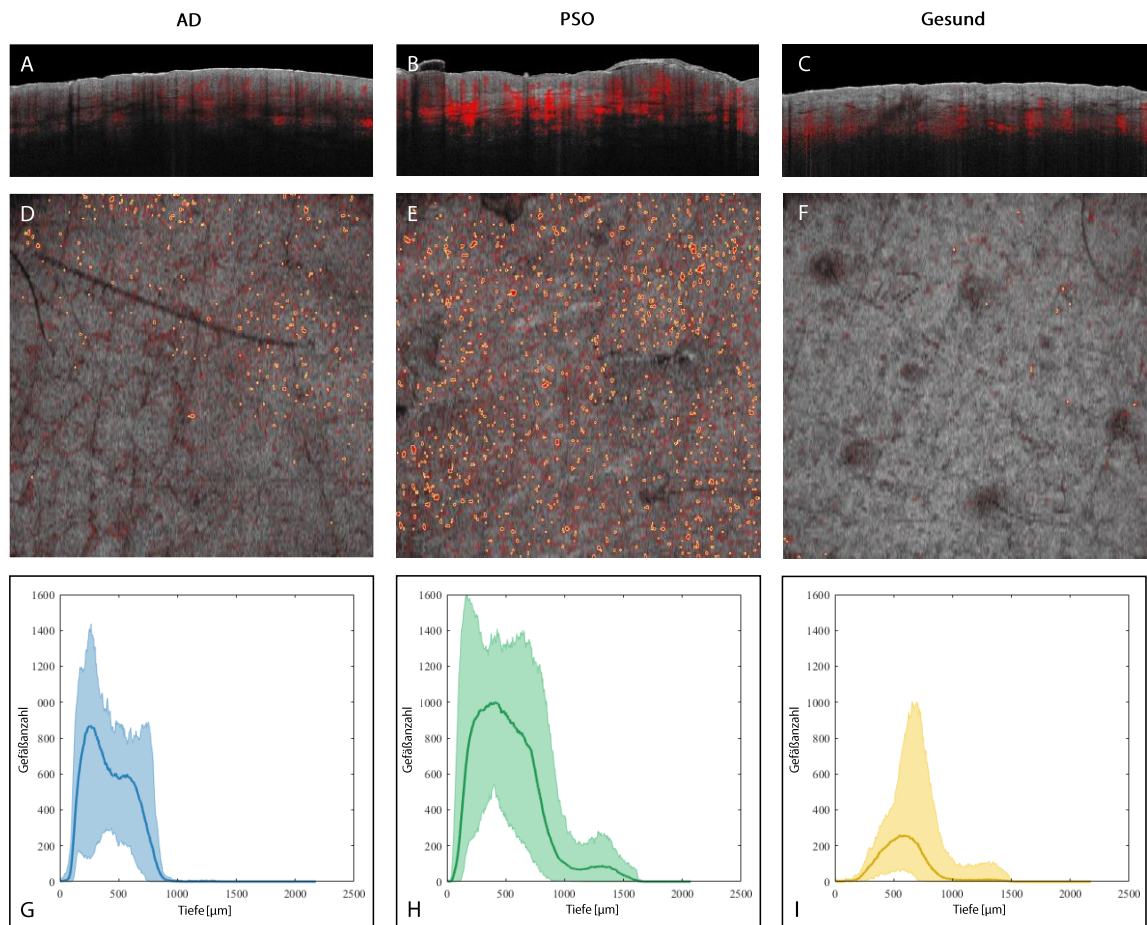 AD PSO Gesund
A B C
D E F
1600 1600 1600
1400 1400 1400
1200 1200 1200
000 1000 1000
800 800 800
600 600 600
400 400 400
200 200 200
0 0 0
Gefäßanzahl Gefäßanzahl Gefäßanzahl
0 500 1000 1500 2000 2500 0 500 1000 1500 2000 2500 0 500 1000 1500 2000 2500
G Tiefe [µm] H Tiefe [µm] I Tiefe [µm]